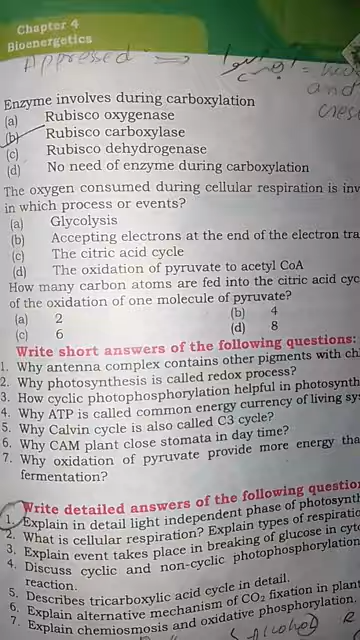 Chapter 4
Bioenergetics
Appressed
and
Enzyme involves during carboxylation
(a) Rubisco oxygenase
(b) Rubisco carboxylase
(c) Rubisco dehydrogenase
(d) No need of enzyme during carboxylation
The oxygen consumed during cellular respiration is inv
in which process or events?
(a) Glycolysis
(b) Accepting electrons at the end of the electron tra
(c) The citric acid cycle
(d) The oxidation of pyruvate to acetyl CoA
How many carbon atoms are fed into the citric acid cyc
of the oxidation of one molecule of pyruvate?
(a) 2 (b) 4
(c) 6 (d) 8
Write short answers of the following questions:
1. Why antenna complex contains other pigments with ch
2. Why photosynthesis is called redox process?
3. How cyclic photophosphorylation helpful in photosynth
4. Why ATP is called common energy currency of living sy
5. Why Calvin cycle is also called C3 cycle?
6. Why CAM plant close stomata in day time?
7. Why oxidation of pyruvate provide more energy tha
fermentation?
Write detailed answers of the following question
1. Explain in detail light independent phase of photosynt
2. What is cellular respiration? Explain types of respiratio
3. Explain event takes place in breaking of glucose in cyt
4. Discuss cyclic and non-cyclic photophosphorylation
reaction.
5. Describes tricarboxylic acid cycle in detail.
6. Explain alternative mechanism of CO₂ fixation in plan
7. Explain chemiosmosis and oxidative phosphorylation.
Alcohol